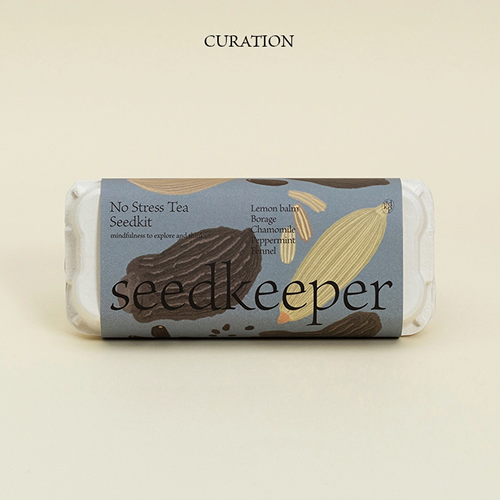 CURATION
No Stress Tea
Seedkit
mindfulness to explore and
Lemon balm
Borage
Chamomile
Peppermint
Fennel
seedkeeper